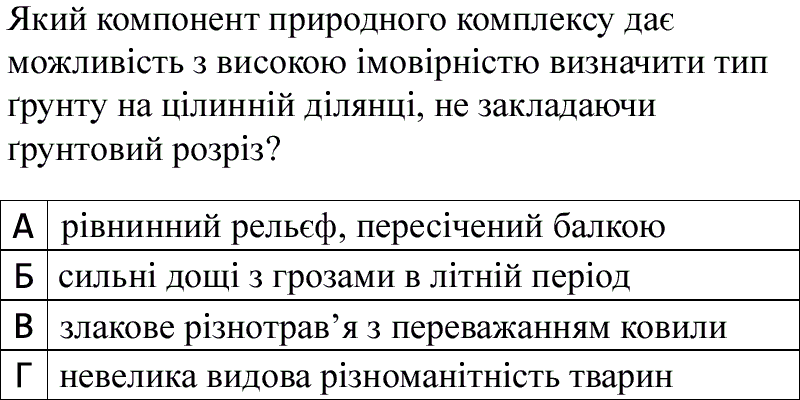 Який компонент природного комплексу дає
можливість з високою імовірністю визначити тип
ґрунту на цілинній ділянці, не закладаючи
ґрунтовий розріз?
А рівнинний рельєф, пересічений балкою
Б сильні дощі з грозами в літній період
В злакове різнотрав’я з переважанням ковили
Г невелика видова різноманітність тварин